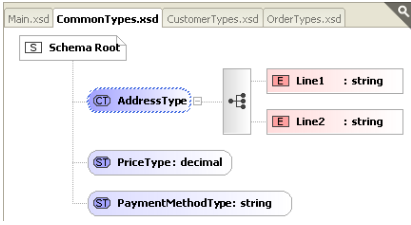 Main.xsd CommonTypes.xsd CustomerTypes.xsd OrderTypes.xsd
S Schema Root
CT AddressType
E Line1 : string
E Line2 : string
ST PriceType: decimal
ST PaymentMethodType: string